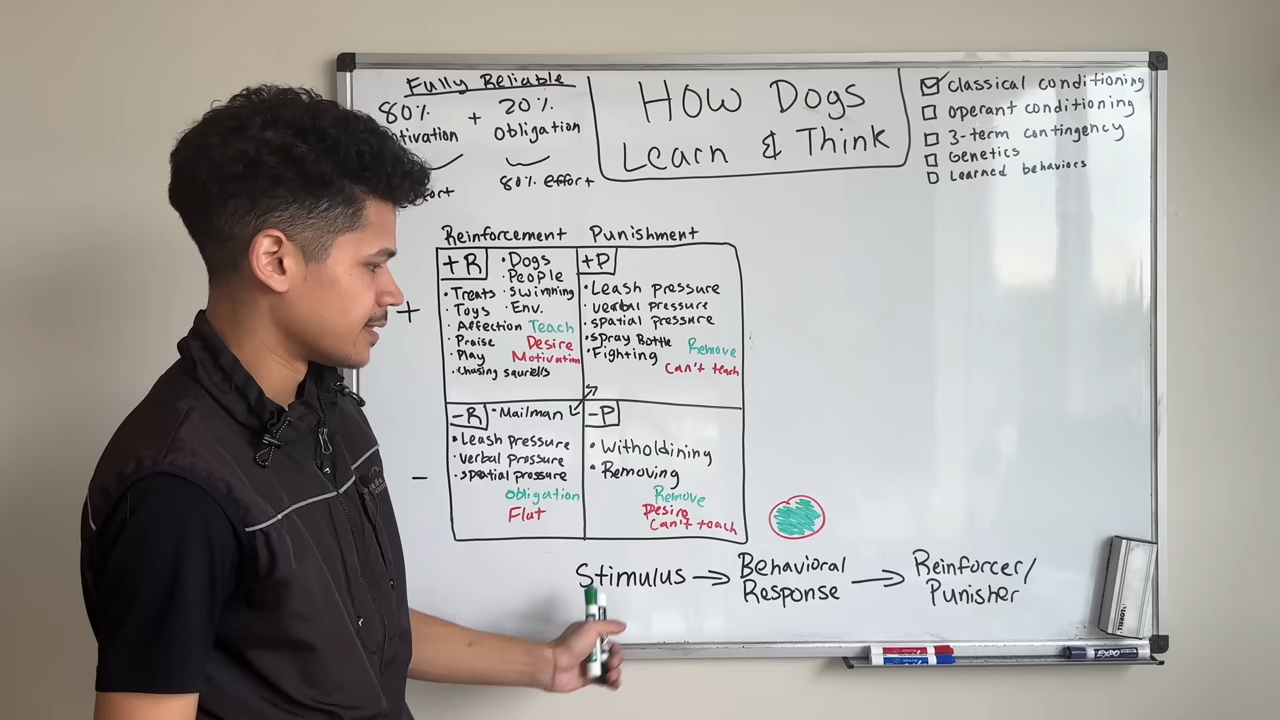 Fully Reliable
80% + 20%
tivation Obligation
80% effort
How Dogs
Learn & Think
classical conditioning
operant conditioning
3-term contingency
Genetics
Learned behaviors
Reinforcement Punishment
+
-
+R
• Dogs
• People
• Treats • swimming
• Toys • Env.
• Affection Teach
• Praise Desire
• Play Motivation
• Chasing squriells
+P
• Leash pressure
• verbal pressure
• spatial pressure
• spray Bottle
• Fighting Remove
Can't teach
-R • Mailman
• Leash pressure
• verbal pressure
• spatial pressure
obligation
Flat
-P
• Witholdining
• Removing
Remove
Desire
Can't teach
Stimulus → Behavioral Response → Reinforcer/ Punisher
EXPO